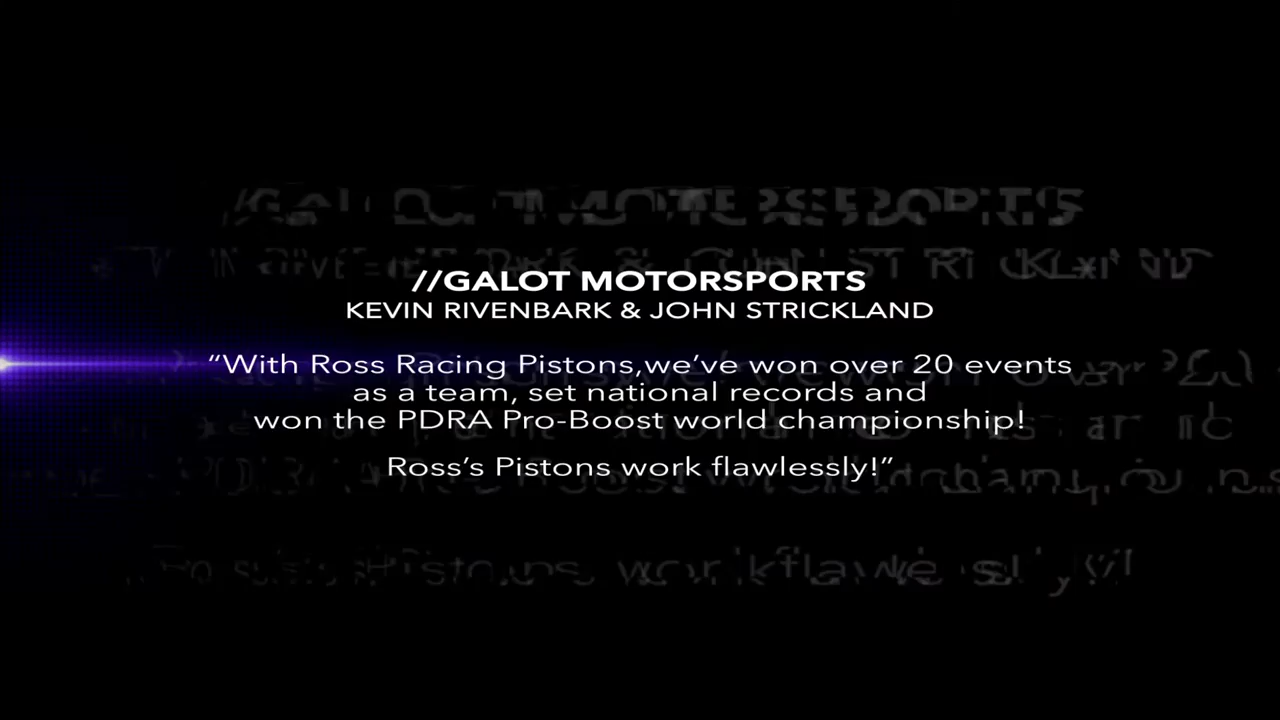 //GALOT MOTORSPORTS
KEVIN RIVENBARK & JOHN STRICKLAND
“With Ross Racing Pistons,we’ve won over 20 events
as a team, set national records and
won the PDRA Pro-Boost world championship!
Ross’s Pistons work flawlessly!”